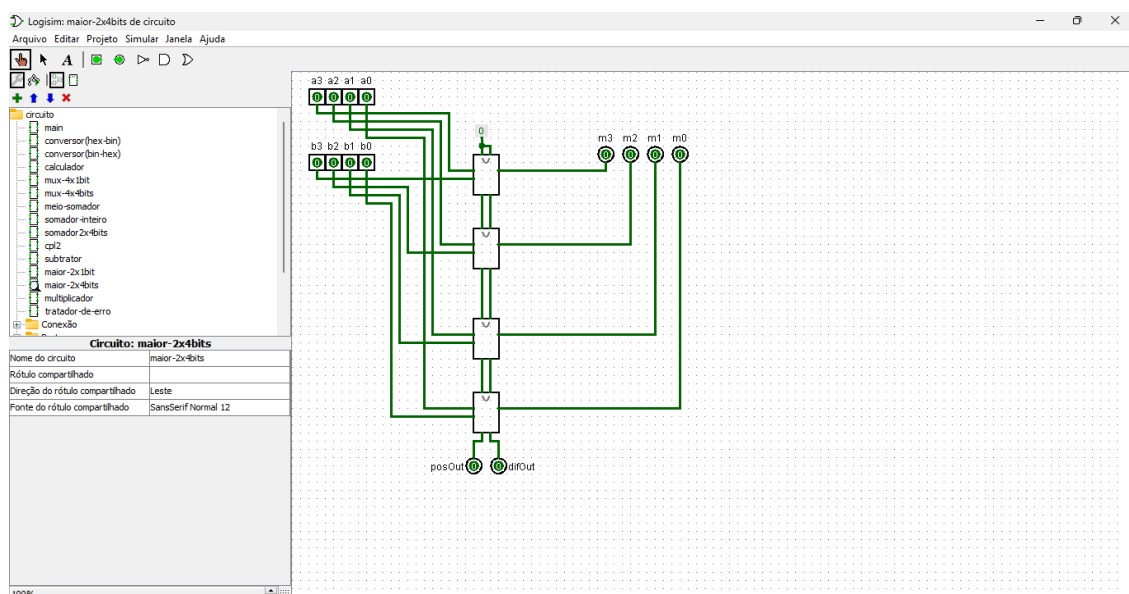 Logisim: maior-2x4bits de circuito
Arquivo Editar Projeto Simular Janela Ajuda
A
circuito
main
conversor(hex-bin)
conversor(bin-hex)
calculador
mux-4x1bit
mux-4x4bits
meio-somador
somador-inteiro
somador2x4bits
cpl2
subtrator
maior-2x1bit
maior-2x4bits
multiplicador
tratador-de-erro
Conexão
Circuito: maior-2x4bits
Nome do circuito maior-2x4bits
Rótulo compartilhado
Direção do rótulo compartilhado Leste
Fonte do rótulo compartilhado SansSerif Normal 12
100%
a3 a2 a1 a0
0 0 0 0
0
b3 b2 b1 b0
0 0 0 0
m3 m2 m1 m0
0 0 0 0
posOut 0 0 difOut